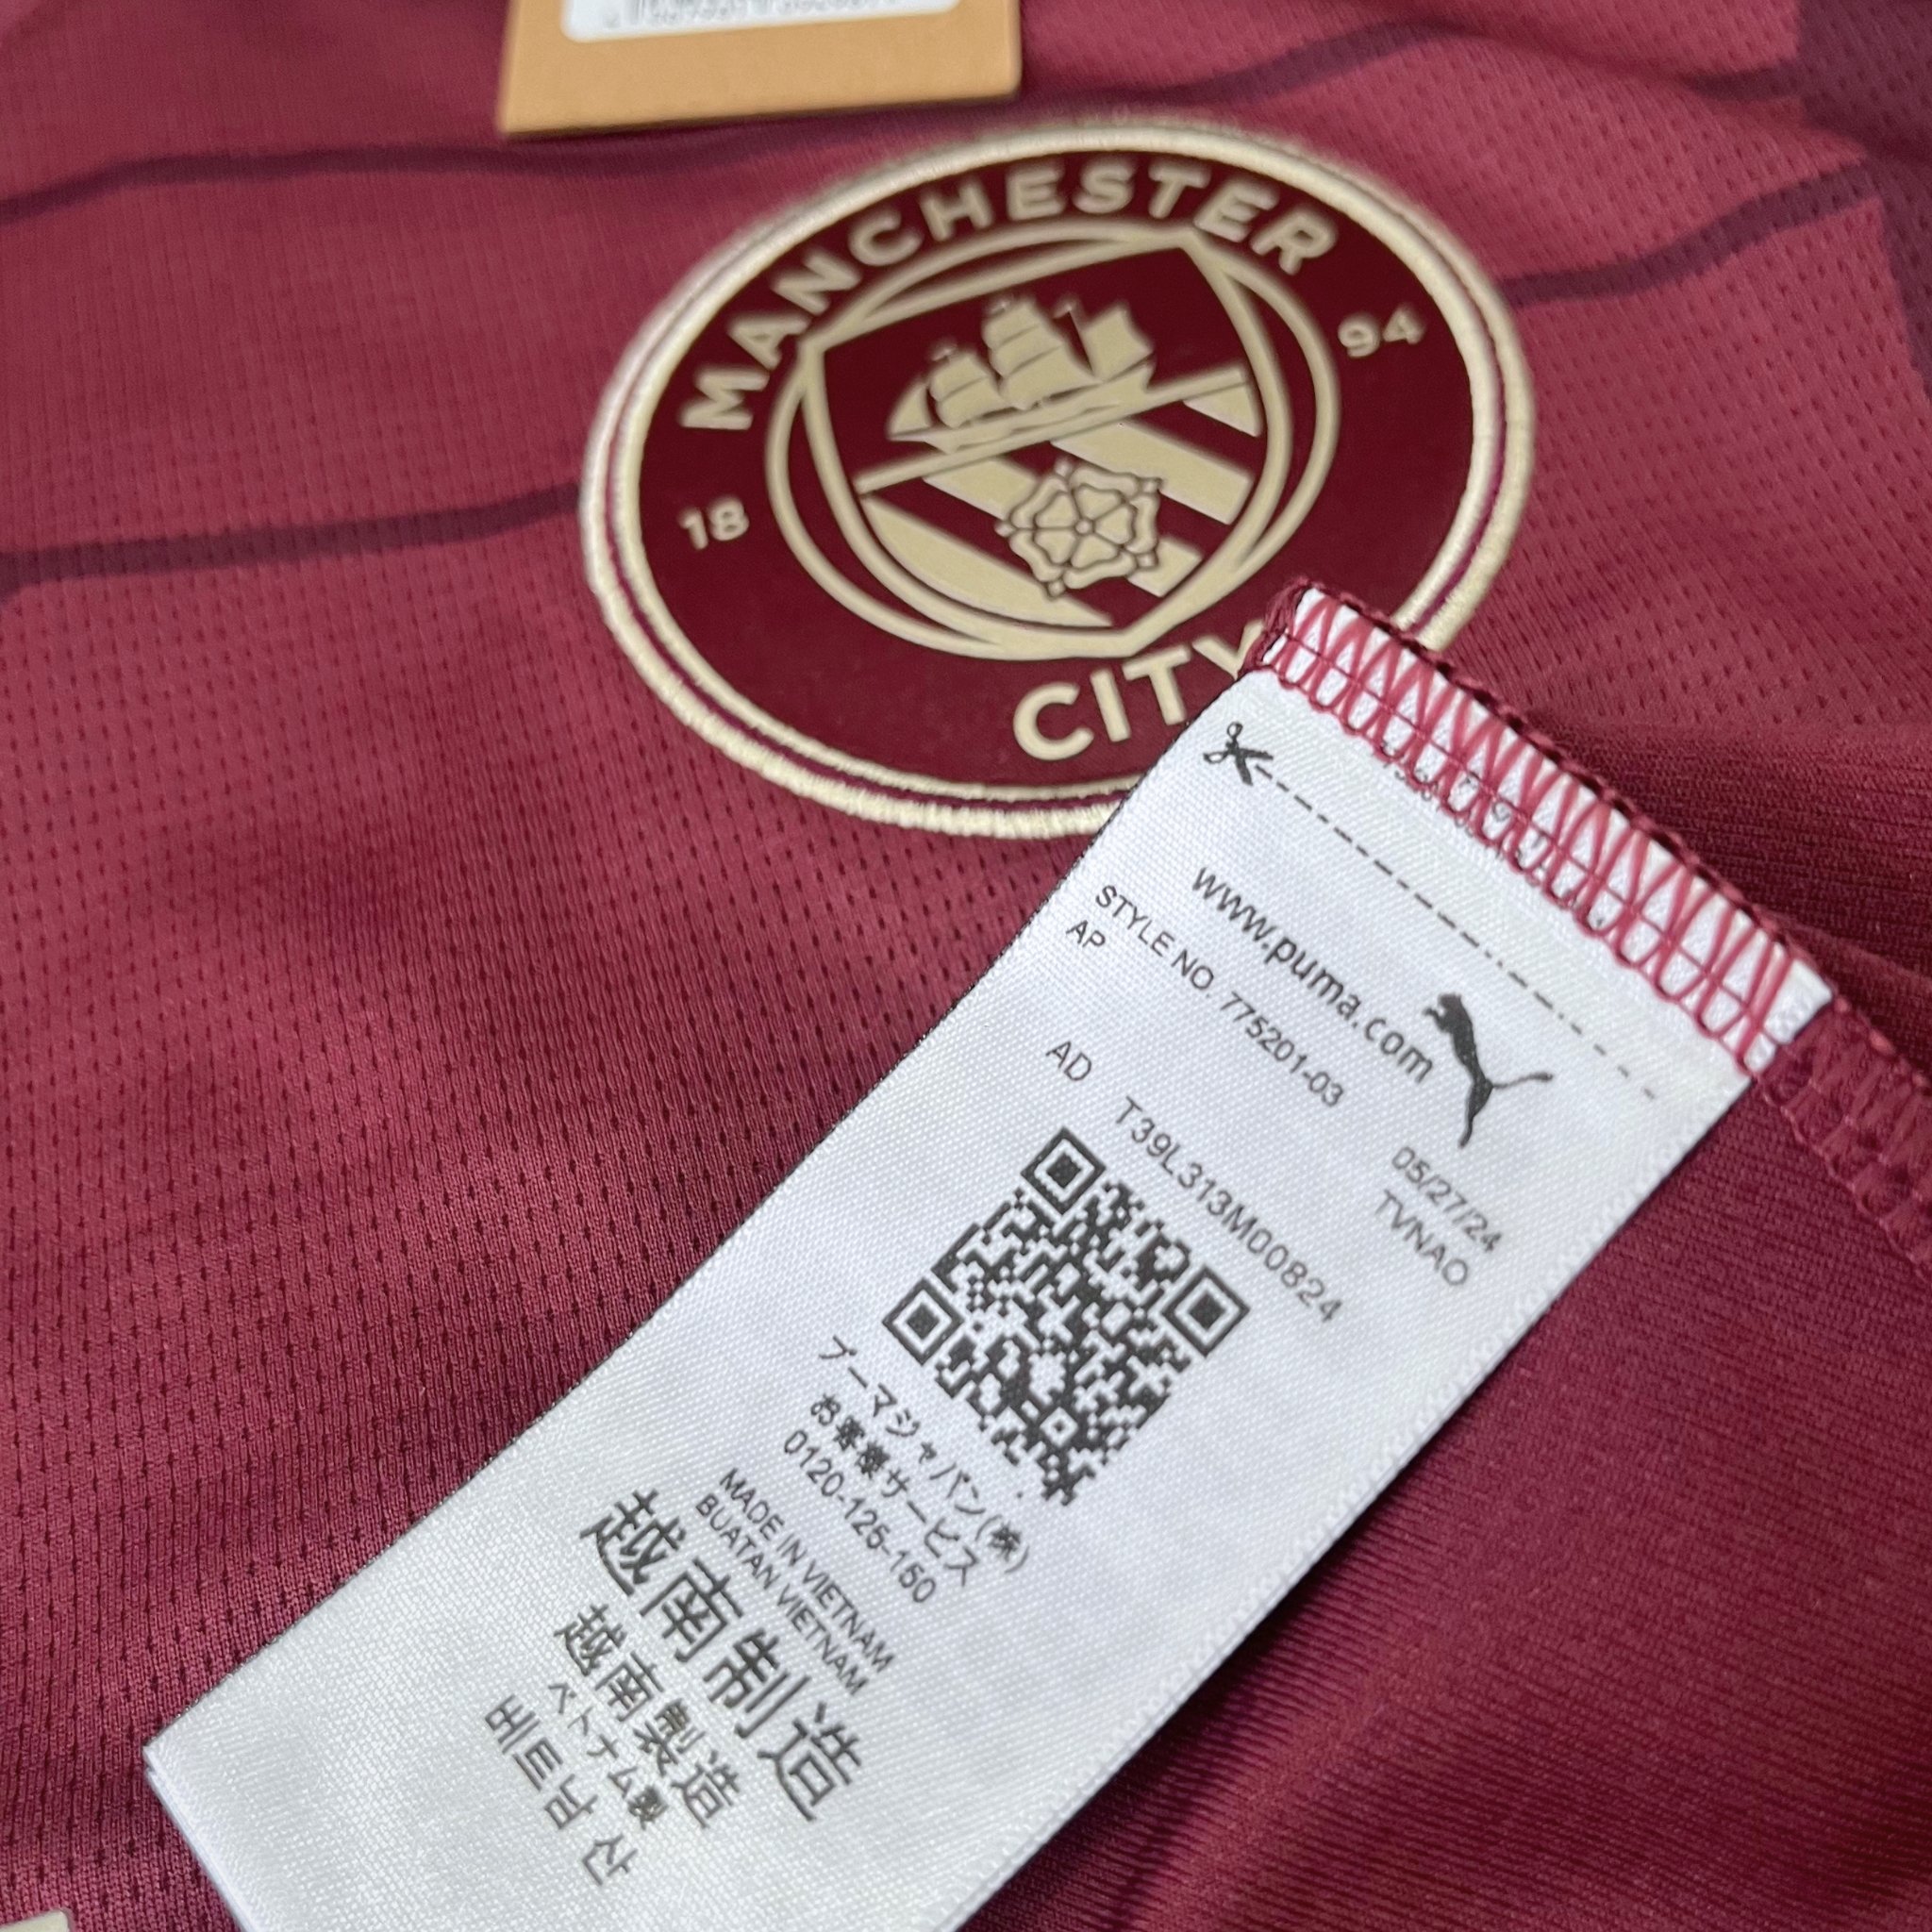 MANCHESTER
18
94
CITY
www.puma.com
STYLE NO. 775201-03
AP
05/27/24
AD
TVNAO
T39L313M00824
プーマジャパン(株)
お客様サービス
0120-125-150
MADE IN VIETNAM
BUATAN VIETNAM
越南制造
越南製造
ベトナム製
베트남 산